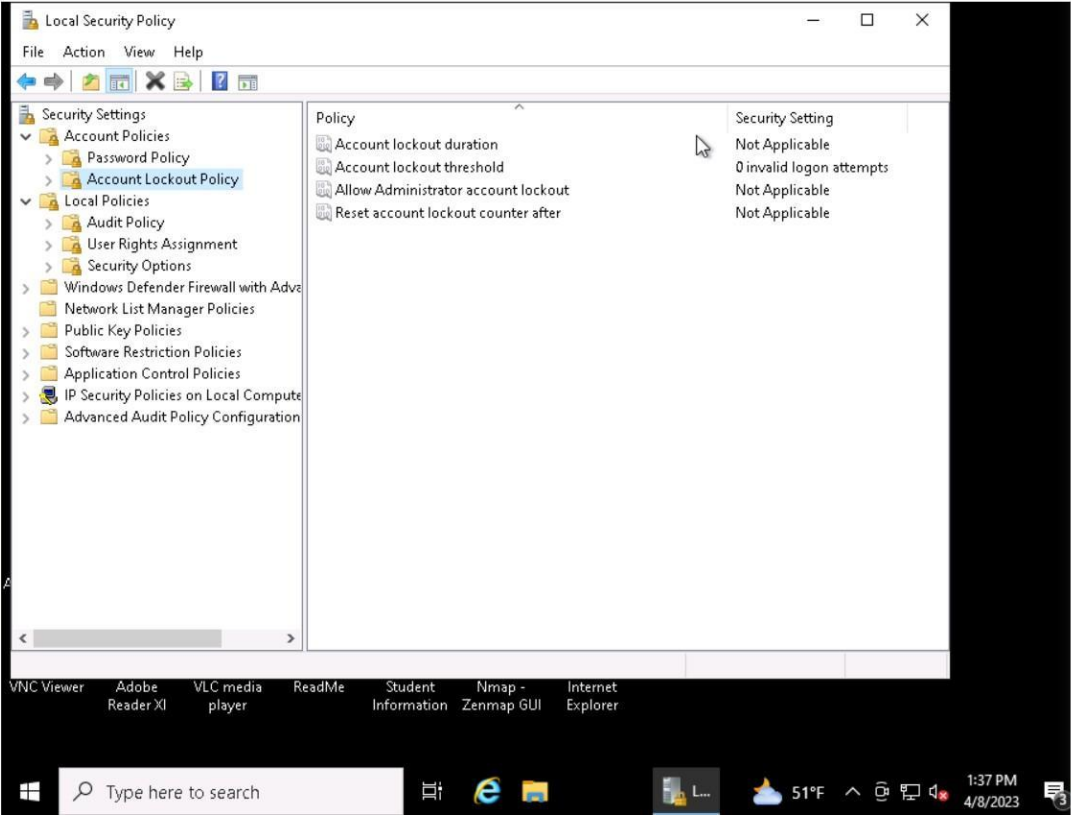 Local Security Policy
File Action View Help
Security Settings
Account Policies
Password Policy
Account Lockout Policy
Local Policies
Audit Policy
User Rights Assignment
Security Options
Windows Defender Firewall with Adva
Network List Manager Policies
Public Key Policies
Software Restriction Policies
Application Control Policies
IP Security Policies on Local Compute
Advanced Audit Policy Configuration
Policy Security Setting
Account lockout duration Not Applicable
Account lockout threshold 0 invalid logon attempts
Allow Administrator account lockout Not Applicable
Reset account lockout counter after Not Applicable
A
VNC Viewer
Adobe
Reader XI
VLC media
player
ReadMe
Student
Information
Nmap -
Zenmap GUI
Internet
Explorer
Type here to search
L...
51°F
1:37 PM
4/8/2023
3